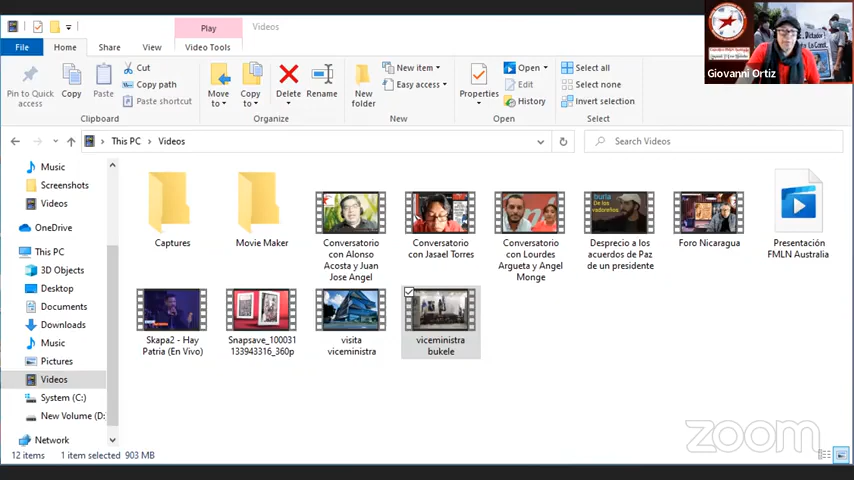 Play
Videos
File
Home
Share
View
Video Tools
Pin to Quick
access
Copy
Paste
Cut
Copy path
Paste shortcut
Clipboard
Move
to
Copy
to
Delete
Rename
Organize
New
folder
New item
Easy access
New
Properties
Open
Edit
History
Open
Select all
Select none
Invert selection
Select
Giovanni Ortiz
This PC
Videos
Search Videos
Music
Screenshots
Videos
OneDrive
This PC
3D Objects
Desktop
Documents
Downloads
Music
Pictures
Videos
System (C:)
New Volume (D:
Network
Captures
Movie Maker
Conversatorio
con Alonso
Acosta y Juan
Jose Angel
Conversatorio
con Jasael Torres
Conversatorio
con Lourdes
Argueta y Angel
Monge
burla
De los
Desprecio a los
acuerdos de Paz
de un presidente
Foro Nicaragua
Presentación
FMLN Australia
Skapa2 - Hay
Patria (En Vivo)
Snapsave_100031
133943316_360p
visita
viceministra
viceministra
bukele
zoom
12 items
1 item selected
903 MB